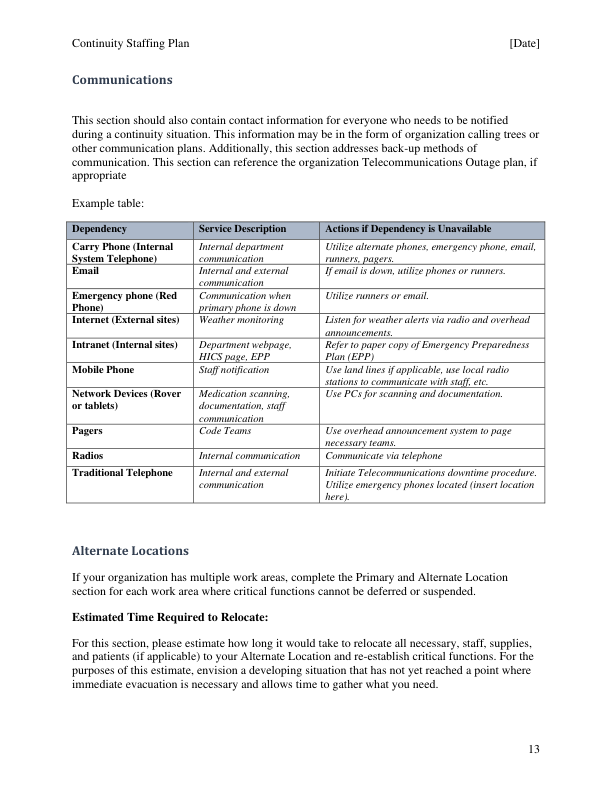 Continuity Staffing Plan [Date]
Communications
This section should also contain contact information for everyone who needs to be notified
during a continuity situation. This information may be in the form of organization calling trees or
other communication plans. Additionally, this section addresses back-up methods of
communication. This section can reference the organization Telecommunications Outage plan, if
appropriate
Example table:
Dependency Service Description Actions if Dependency is Unavailable
Carry Phone (Internal Internal department Utilize alternate phones, emergency phone, email,
System Telephone) communication runners, pagers.
Email Internal and external If email is down, utilize phones or runners.
communication
Emergency phone (Red Communication when Utilize runners or email.
Phone) primary phone is down
Internet (External sites) Weather monitoring Listen for weather alerts via radio and overhead
announcements.
Intranet (Internal sites) Department webpage, Refer to paper copy of Emergency Preparedness
HICS page, EPP Plan (EPP)
Mobile Phone Staff notification Use land lines if applicable, use local radio
stations to communicate with staff, etc.
Network Devices (Rover Medication scanning, Use PCs for scanning and documentation.
or tablets) documentation, staff
communication
Pagers Code Teams Use overhead announcement system to page
necessary teams.
Radios Internal communication Communicate via telephone
Traditional Telephone Internal and external Initiate Telecommunications downtime procedure.
communication Utilize emergency phones located (insert location
here).
Alternate Locations
If your organization has multiple work areas, complete the Primary and Alternate Location
section for each work area where critical functions cannot be deferred or suspended.
Estimated Time Required to Relocate:
For this section, please estimate how long it would take to relocate all necessary, staff, supplies,
and patients (if applicable) to your Alternate Location and re-establish critical functions. For the
purposes of this estimate, envision a developing situation that has not yet reached a point where
immediate evacuation is necessary and allows time to gather what you need.
13